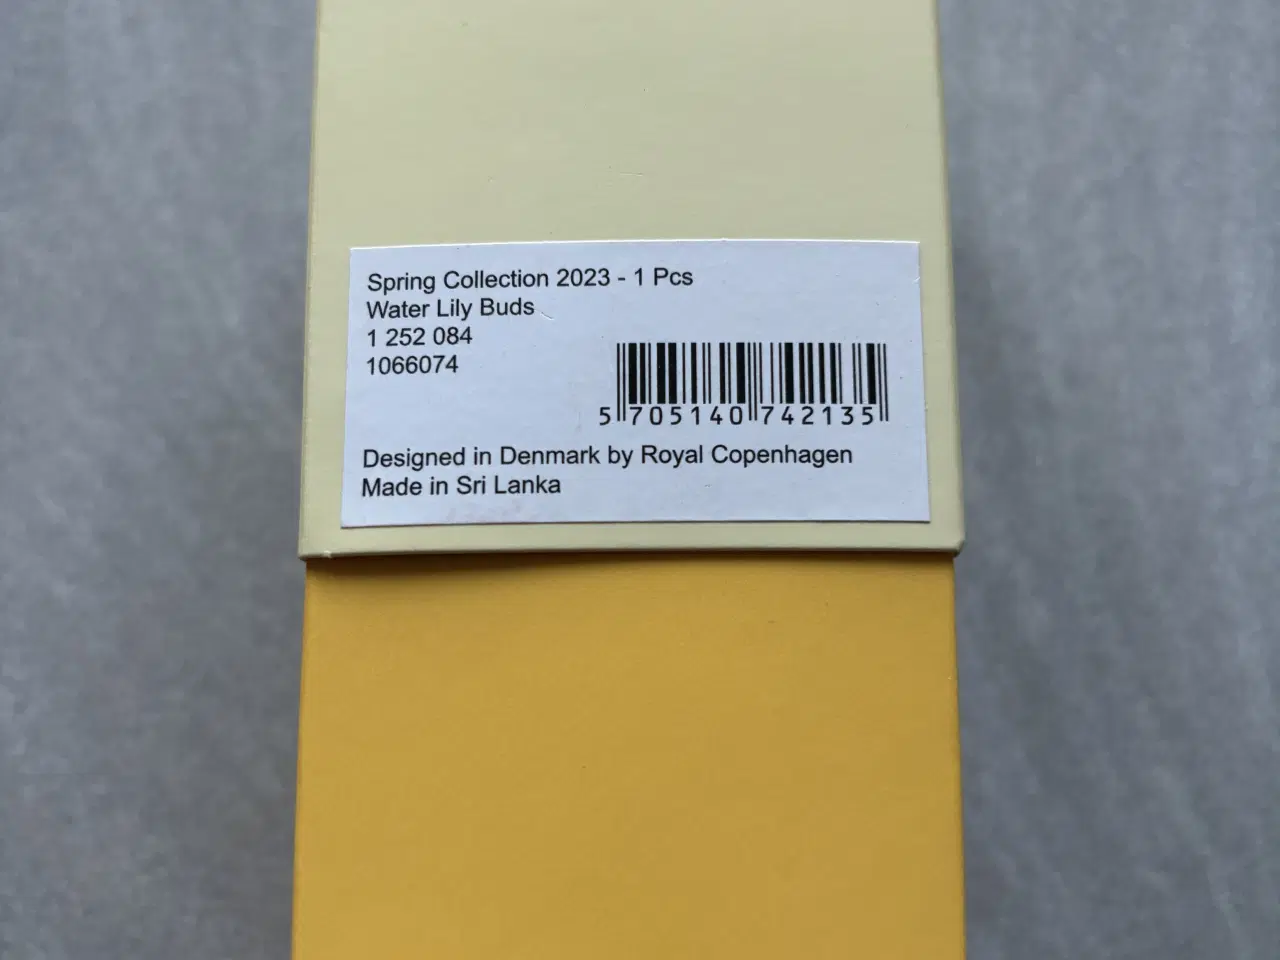 Spring Collection 2023 - 1 Pcs
Water Lily Buds
1 252 084
1066074
5 705140 742135
Designed in Denmark by Royal Copenhagen
Made in Sri Lanka